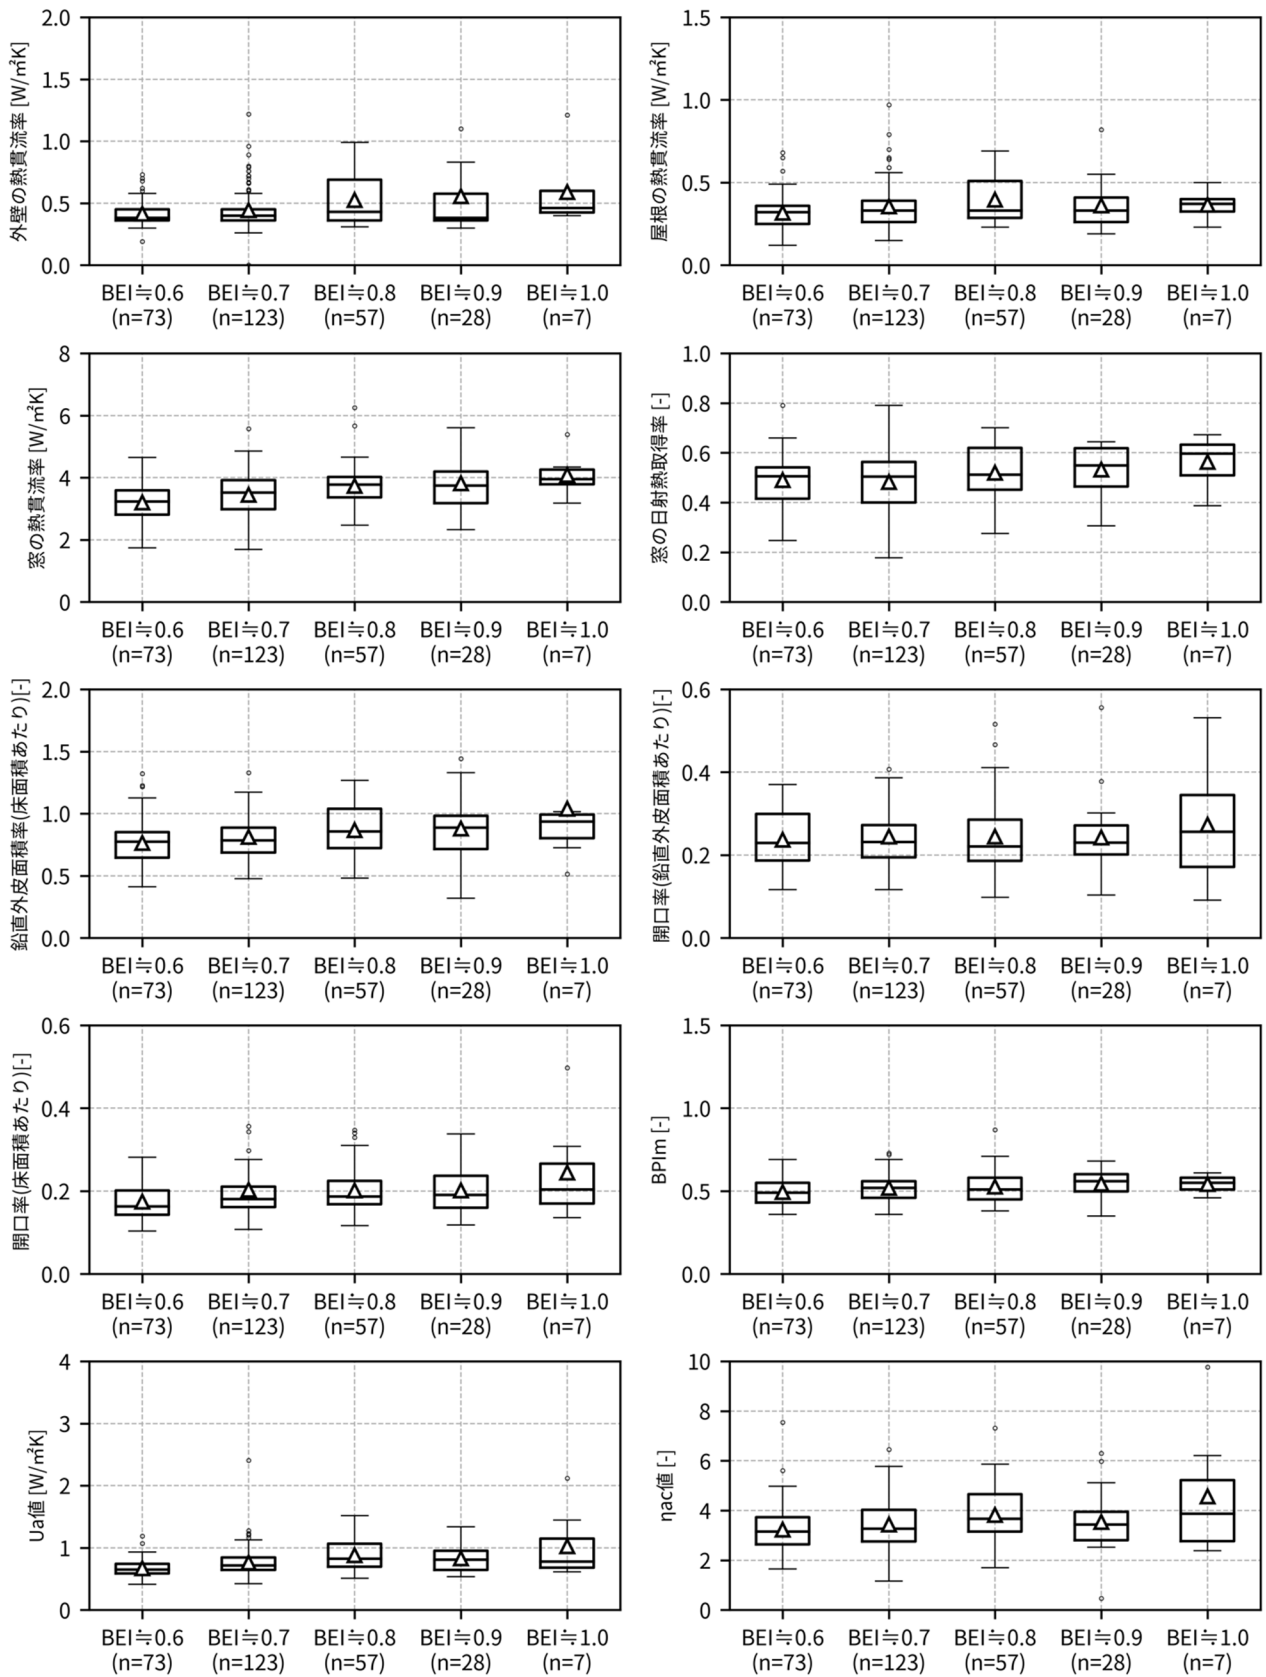 外壁の熱貫流率 [W/㎡K]
2.0
1.5
1.0
0.5
0.0
BEI≒0.6 BEI≒0.7 BEI≒0.8 BEI≒0.9 BEI≒1.0
(n=73) (n=123) (n=57) (n=28) (n=7)
屋根の熱貫流率 [W/㎡K]
1.5
1.0
0.5
0.0
BEI≒0.6 BEI≒0.7 BEI≒0.8 BEI≒0.9 BEI≒1.0
(n=73) (n=123) (n=57) (n=28) (n=7)
窓の熱貫流率 [W/㎡K]
8
6
4
2
0
BEI≒0.6 BEI≒0.7 BEI≒0.8 BEI≒0.9 BEI≒1.0
(n=73) (n=123) (n=57) (n=28) (n=7)
窓の日射熱取得率 [-]
1.0
0.8
0.6
0.4
0.2
0.0
BEI≒0.6 BEI≒0.7 BEI≒0.8 BEI≒0.9 BEI≒1.0
(n=73) (n=123) (n=57) (n=28) (n=7)
鉛直外皮面積率(床面積あたり)[-]
2.0
1.5
1.0
0.5
0.0
BEI≒0.6 BEI≒0.7 BEI≒0.8 BEI≒0.9 BEI≒1.0
(n=73) (n=123) (n=57) (n=28) (n=7)
開口率(鉛直外皮面積あたり)[-]
0.6
0.4
0.2
0.0
BEI≒0.6 BEI≒0.7 BEI≒0.8 BEI≒0.9 BEI≒1.0
(n=73) (n=123) (n=57) (n=28) (n=7)
開口率(床面積あたり)[-]
0.6
0.4
0.2
0.0
BEI≒0.6 BEI≒0.7 BEI≒0.8 BEI≒0.9 BEI≒1.0
(n=73) (n=123) (n=57) (n=28) (n=7)
BPIm [-]
1.5
1.0
0.5
0.0
BEI≒0.6 BEI≒0.7 BEI≒0.8 BEI≒0.9 BEI≒1.0
(n=73) (n=123) (n=57) (n=28) (n=7)
Ua値 [W/㎡K]
4
3
2
1
0
BEI≒0.6 BEI≒0.7 BEI≒0.8 BEI≒0.9 BEI≒1.0
(n=73) (n=123) (n=57) (n=28) (n=7)
ηac値 [-]
10
8
6
4
2
0
BEI≒0.6 BEI≒0.7 BEI≒0.8 BEI≒0.9 BEI≒1.0
(n=73) (n=123) (n=57) (n=28) (n=7)